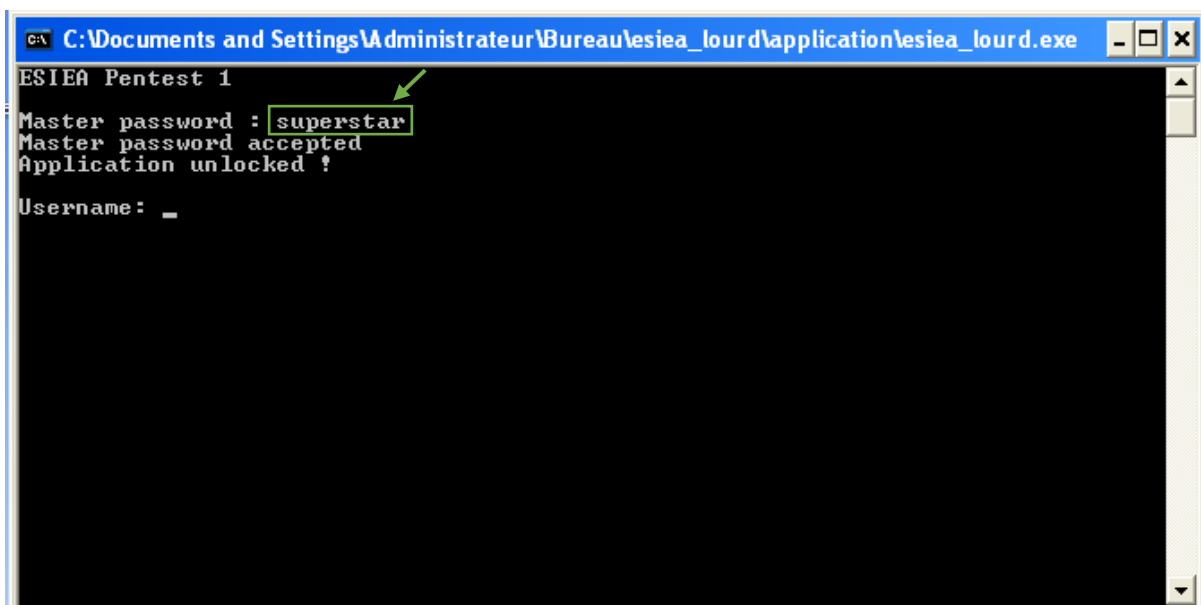 C:\Documents and Settings\Administrateur\Bureau\esiea_lourd\application\esiea_lourd.exe
ESIEA Pentest 1
Master password : superstar
Master password accepted
Application unlocked !
Username: _